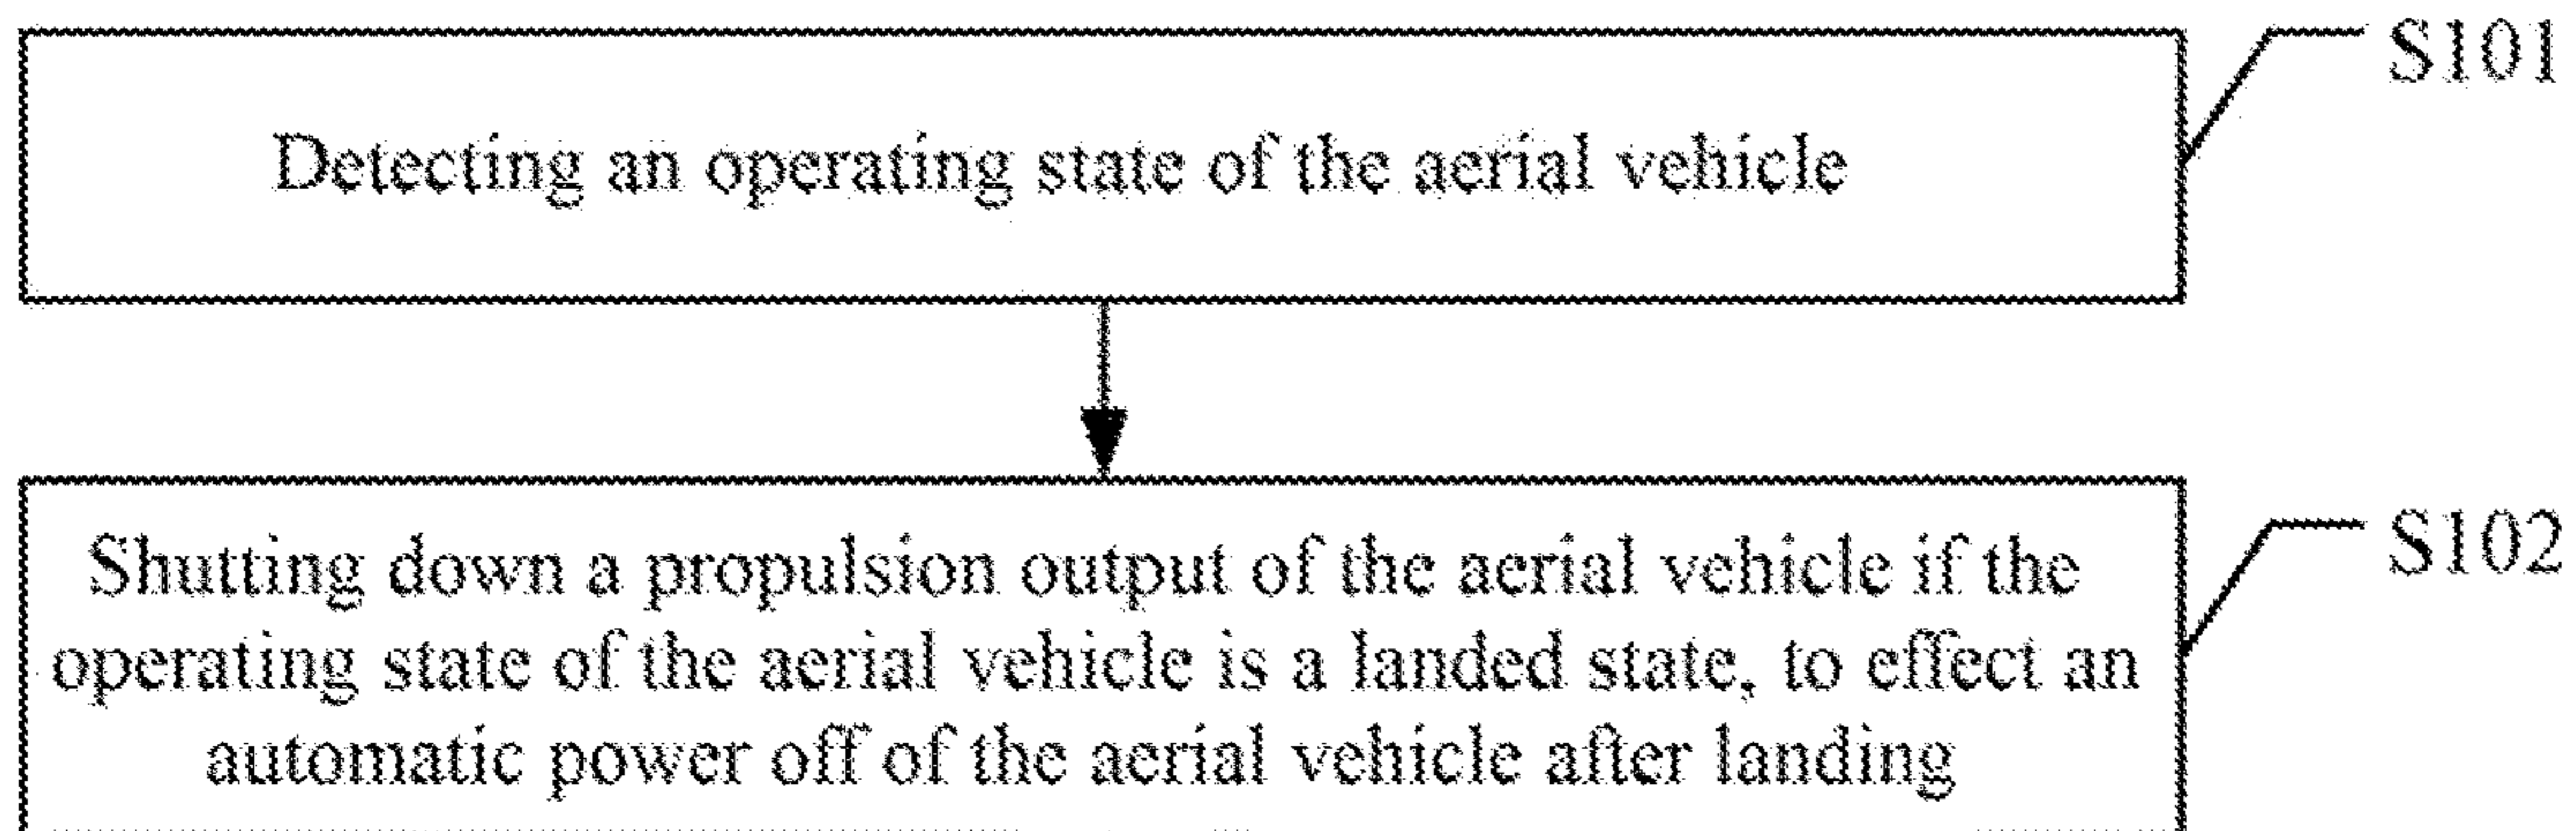 S101
Detecting an operating state of the aerial vehicle
S102
Shutting down a propulsion output of the aerial vehicle if the
operating state of the aerial vehicle is a landed state, to effect an
automatic power off of the aerial vehicle after landing